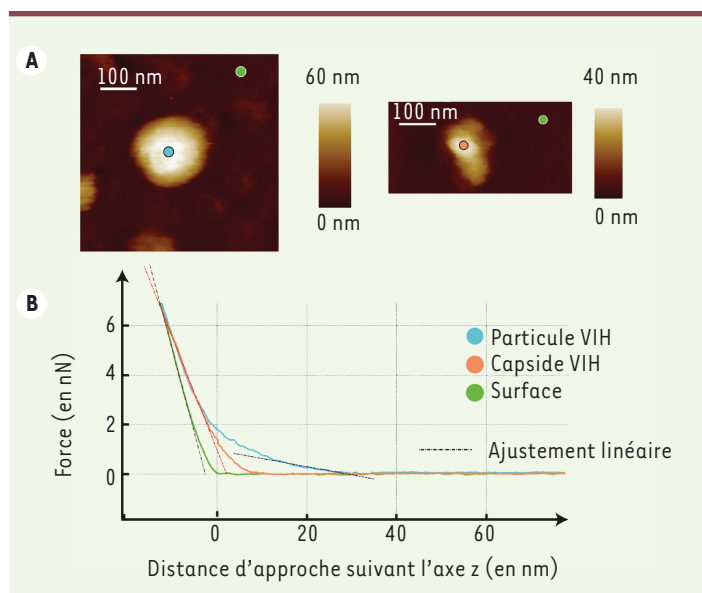 A
100 nm
60 nm
0 nm
100 nm
40 nm
0 nm
B
Force (en nN)
6
4
2
0
Particule VIH
Capside VIH
Surface
Ajustement linéaire
0
20
40
60
Distance d'approche suivant l'axe z (en nm)